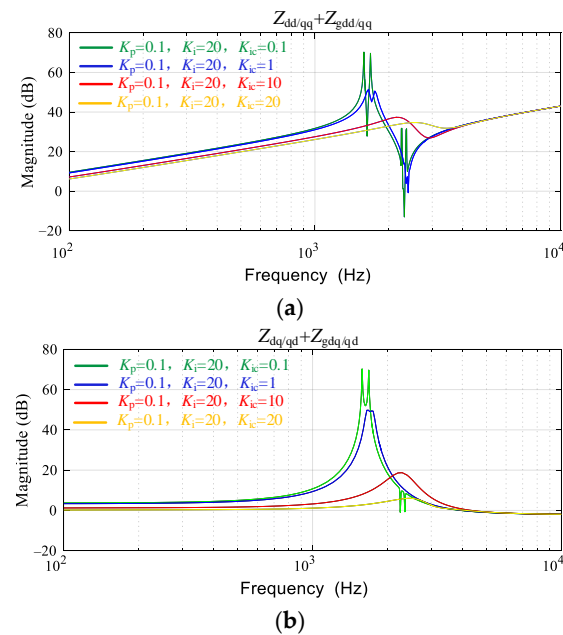 Z_dd/qq+Z_gdd/qq
K_p=0.1, K_i=20, K_ic=0.1
K_p=0.1, K_i=20, K_ic=1
K_p=0.1, K_i=20, K_ic=10
K_p=0.1, K_i=20, K_ic=20
Magnitude (dB)
80
60
40
20
0
−20
10^2
10^3
10^4
Frequency (Hz)
(a)
Z_dq/qd+Z_gdq/qd
K_p=0.1, K_i=20, K_ic=0.1
K_p=0.1, K_i=20, K_ic=1
K_p=0.1, K_i=20, K_ic=10
K_p=0.1, K_i=20, K_ic=20
Magnitude (dB)
80
60
40
20
0
−20
10^2
10^3
10^4
Frequency (Hz)
(b)